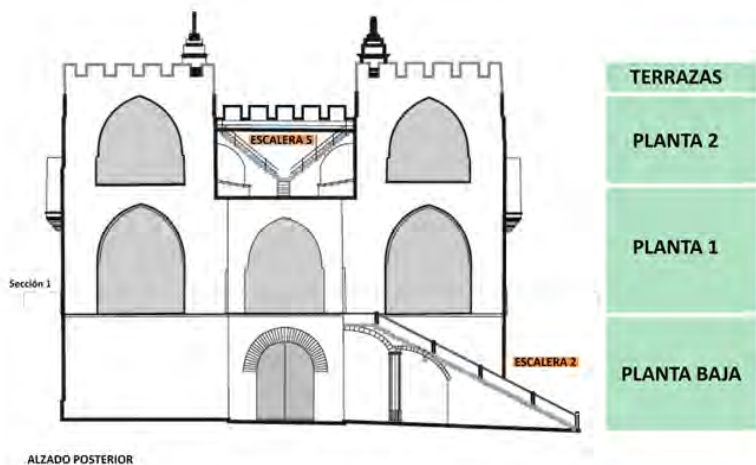 TERRAZAS
ESCALERA 5
PLANTA 2
PLANTA 1
Sección 1
ESCALERA 2
PLANTA BAJA
ALZADO POSTERIOR